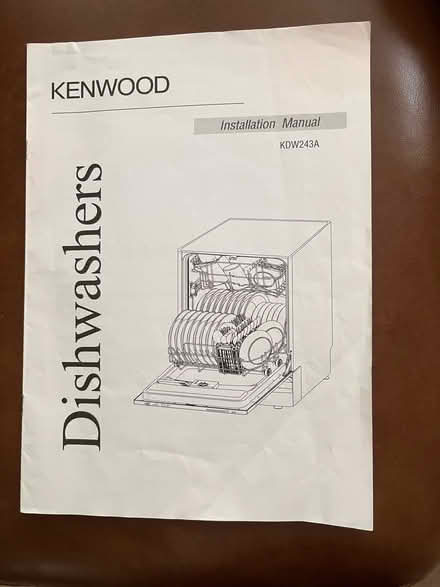 KENWOOD
Installation Manual
KDW243A
Dishwashers